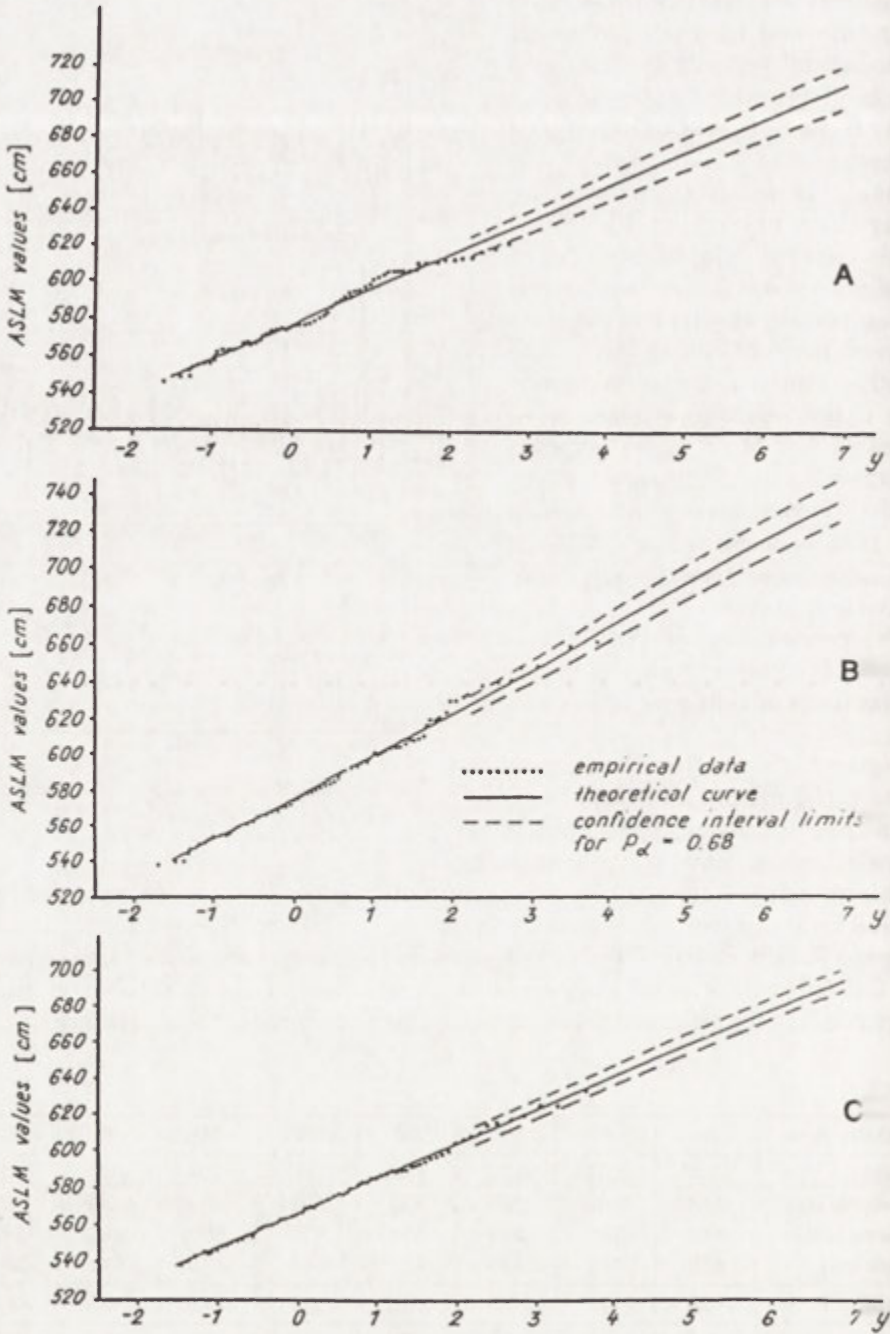 720
700
680
660
640
620
600
580
560
540
520
ASLM values [cm]
A
-2 -1 0 1 2 3 4 5 6 7 y
740
720
700
680
660
640
620
600
580
560
540
520
ASLM values [cm]
B
empirical data
theoretical curve
confidence interval limits
for Pα = 0.68
-2 -1 0 1 2 3 4 5 6 7 y
700
680
660
640
620
600
580
560
540
520
ASLM values [cm]
C
-2 -1 0 1 2 3 4 5 6 7 y